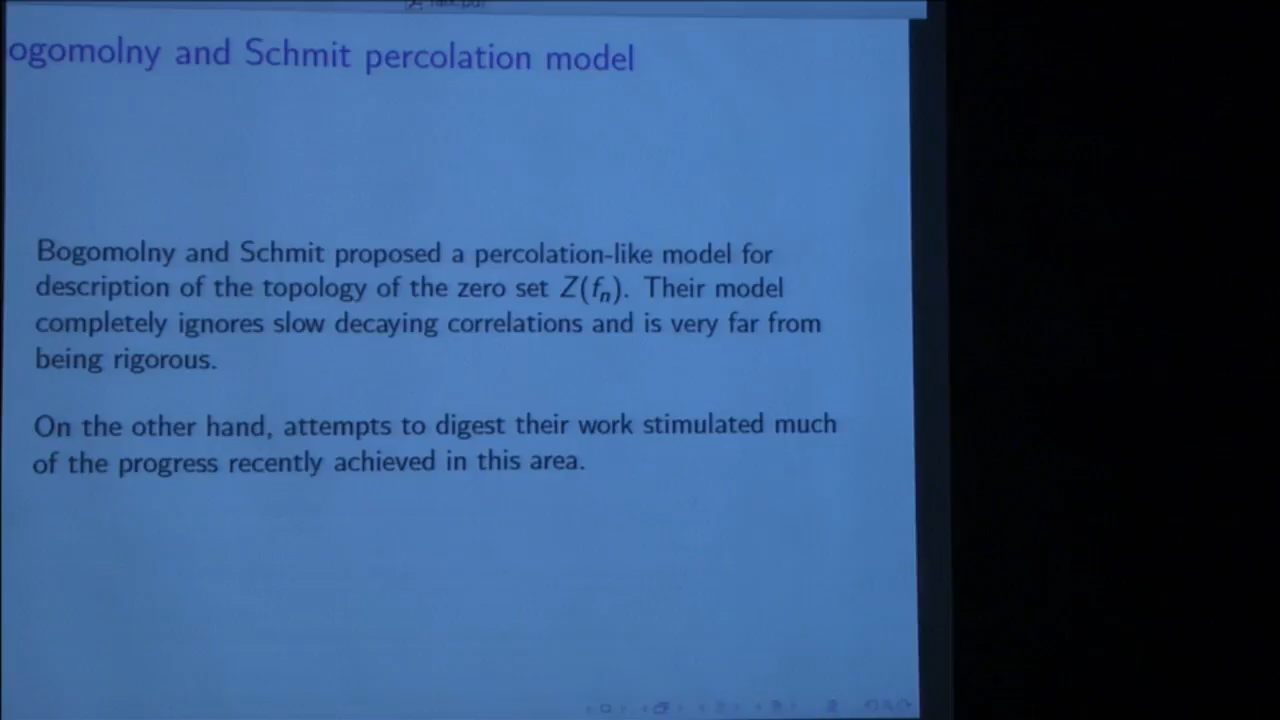 ogomolny and Schmit percolation model
Bogomolny and Schmit proposed a percolation-like model for
description of the topology of the zero set Z(fn). Their model
completely ignores slow decaying correlations and is very far from
being rigorous.
On the other hand, attempts to digest their work stimulated much
of the progress recently achieved in this area.